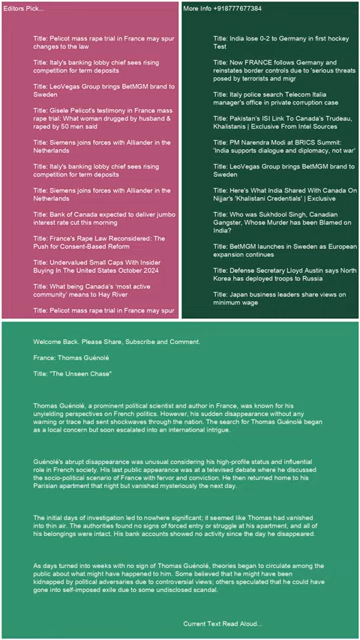 Editors Pick...
Title: Pelicot mass rape trial in France may spur
changes to the law
Title: Italy's banking lobby chief sees rising
competition for term deposits
Title: LeoVegas Group brings BetMGM brand to
Sweden
Title: Gisele Pelicot's testimony in France mass
rape trial: What woman drugged by husband &
raped by 50 men said
Title: Siemens joins forces with Alliander in the
Netherlands
Title: Italy's banking lobby chief sees rising
competition for term deposits
Title: Siemens joins forces with Alliander in the
Netherlands
Title: Bank of Canada expected to deliver jumbo
interest rate cut this morning
Title: France's Rape Law Reconsidered: The
Push for Consent-Based Reform
Title: Undervalued Small Caps With Insider
Buying In The United States October 2024
Title: What being Canada's 'most active
community' means to Hay River
Title: Pelicot mass rape trial in France may spur
More Info +918777677384
Title: India lose 0-2 to Germany in first hockey
Test
Title: Now FRANCE follows Germany and
reinstates border controls due to 'serious threats
posed by terrorists and migr
Title: Italy police search Telecom Italia
manager's office in private corruption case
Title: Pakistan's ISI Link To Canada's Trudeau,
Khalistanis | Exclusive From Intel Sources
Title: PM Narendra Modi at BRICS Summit:
'India supports dialogue and diplomacy, not war'
Title: LeoVegas Group brings BetMGM brand to
Sweden
Title: Here's What India Shared With Canada On
Nijjar's 'Khalistani Credentials' | Exclusive
Title: Who was Sukhdool Singh, Canadian
Gangster, Whose Murder has been Blamed on
India?
Title: BetMGM launches in Sweden as European
expansion continues
Title: Defense Secretary Lloyd Austin says North
Korea has deployed troops to Russia
Title: Japan business leaders share views on
minimum wage
Welcome Back. Please Share, Subscribe and Comment.
France: Thomas Guénolé
Title: "The Unseen Chase"
Thomas Guénolé, a prominent political scientist and author in France, was known for his
unyielding perspectives on French politics. However, his sudden disappearance without any
warning or trace had sent shockwaves through the nation. The search for Thomas Guénolé began
as a local concern but soon escalated into an international intrigue.
Guénolé's abrupt disappearance was unusual considering his high-profile status and influential
role in French society. His last public appearance was at a televised debate where he discussed
the socio-political scenario of France with fervor and conviction. He then returned home to his
Parisian apartment that night but vanished mysteriously the next day.
The initial days of investigation led to nowhere significant; it seemed like Thomas had vanished
into thin air. The authorities found no signs of forced entry or struggle at his apartment, and all of
his belongings were intact. His bank accounts showed no activity since the day he disappeared.
As days turned into weeks with no sign of Thomas Guénolé, theories began to circulate among the
public about what might have happened to him. Some believed that he might have been
kidnapped by political adversaries due to controversial views; others speculated that he could have
gone into self-imposed exile due to some undisclosed scandal.
Current Text Read Aloud...